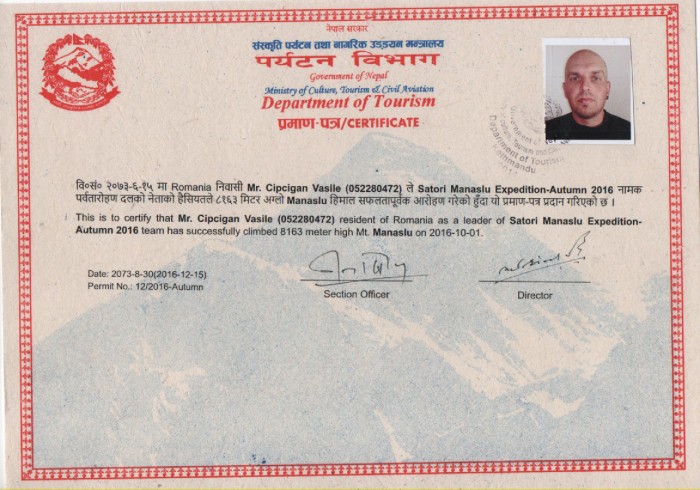 नेपाल सरकार
संस्कृति पर्यटन तथा नागरिक उड्डयन मन्त्रालय
पर्यटन विभाग
Government of Nepal
Ministry of Culture, Tourism & Civil Aviation
Department of Tourism
प्रमाण-पत्र/CERTIFICATE
Department of Tourism
Kathmandu
वि०सं० २०७३-६-१५ मा Romania निवासी Mr. Cipcigan Vasile (052280472) ले Satori Manaslu Expedition-Autumn 2016 नामक
पर्वतारोहण दलको नेताको हैसियतले ८१६३ मिटर अग्लो Manaslu हिमाल सफलतापूर्वक आरोहण गरेको हुँदा यो प्रमाण-पत्र प्रदान गरिएको छ ।
This is to certify that Mr. Cipcigan Vasile (052280472) resident of Romania as a leader of Satori Manaslu Expedition-
Autumn 2016 team has successfully climbed 8163 meter high Mt. Manaslu on 2016-10-01.
Date: 2073-8-30(2016-12-15)
Permit No.: 12/2016-Autumn
Section Officer
Director